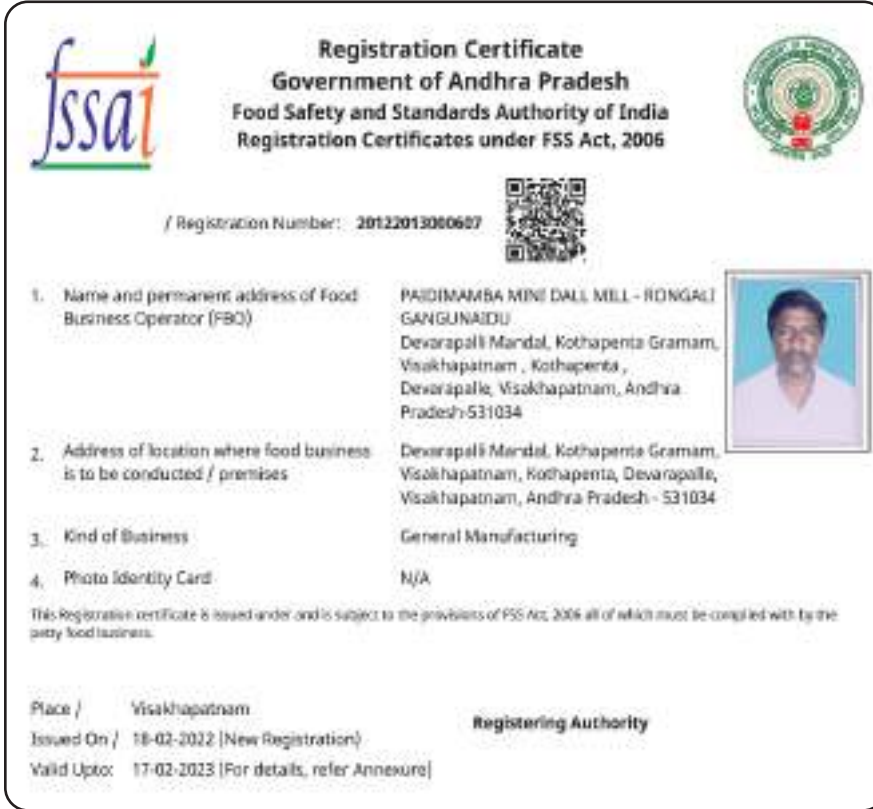 fssai
Registration Certificate
Government of Andhra Pradesh
Food Safety and Standards Authority of India
Registration Certificates under FSS Act, 2006
/ Registration Number: 20122013000607
1. Name and permanent address of Food
Business Operator (FBO)
PAIDIMAMBA MINI DALL MILL - RONGALI
GANGUNAIDU
Devarapalli Mandal, Kothapenta Gramam,
Visakhapatnam , Kothapenta ,
Devarapalle, Visakhapatnam, Andhra
Pradesh-531034
2. Address of location where food business
is to be conducted / premises
Devarapalli Mandal, Kothapenta Gramam,
Visakhapatnam, Kothapenta, Devarapalle,
Visakhapatnam, Andhra Pradesh - 531034
3. Kind of Business
General Manufacturing
4. Photo Identity Card
N/A
This Registration certificate is issued under and is subject to the provisions of FSS Act, 2006 all of which must be complied with by the
petty food business.
Place / Visakhapatnam
Issued On / 18-02-2022 (New Registration)
Valid Upto: 17-02-2023 (For details, refer Annexure)
Registering Authority